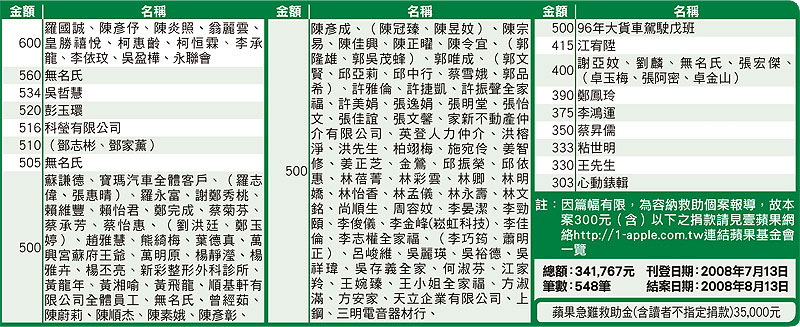 金額 名稱
600 羅國誠、陳彥伃、陳炎照、翁麗雲、
皇勝禧悅、柯惠齡、柯恒霖、李承
龍、李依玟、吳盈樺、永聯會
560 無名氏
534 吳哲慧
520 彭玉環
516 科瑩有限公司
510 (鄧志彬、鄧家薰)
505 無名氏
500 蘇謙德、寶瑪汽車全體客戶、(羅志
偉、張惠晴)、羅永富、謝鄭秀桃、
賴維豐、賴怡君、鄭完成、蔡菊芬、
蔡承芳、蔡怡惠、(劉洪廷、鄭玉
婷)、趙雅慧、熊綺梅、葉德真、萬
興宮蘇府王爺、萬明原、楊靜瀅、楊
雅卉、楊丕亮、新彩整形外科診所、
黃龍年、黃湘喻、黃飛龍、順基軒有
限公司全體員工、無名氏、曾經茹、
陳蔚莉、陳順杰、陳素娥、陳彥彰、
金額 名稱
500 陳彥成、(陳冠臻、陳昱妏)、陳宗
易、陳佳興、陳正曜、陳令宜、(郭
隆雄、郭吳茂蜂)、郭唯成、(郭文
賢、邱亞莉、邱中行、蔡雪娥、郭品
希)、許雅倫、許捷凱、許振聲全家
福、許美娟、張逸娟、張明堂、張怡
文、張佳誼、張文馨、家新不動產仲
介有限公司、英登人力仲介、洪榕
淨、洪先生、柏翊梅、施宛伶、姜智
修、姜正芝、金鶯、邱振榮、邱依
惠、林蓓菁、林彩雲、林卿、林明
嬌、林怡香、林孟儀、林永壽、林文
銘、尚順生、周容妏、李晏潔、李勁
頤、李俊儀、李金峰(崧虹科技)、李佳
倫、李志權全家福、(李巧筠、蕭明
正)、呂峻維、吳麗瑛、吳裕德、吳
祥瑋、吳存義全家、何淑芬、江家
羚、王婉臻、王小姐全家福、方淑
滿、方安家、天立企業有限公司、上
鋼、三明電音器材行、
金額 名稱
500 96年大貨車駕駛戊班
415 江宥陞
400 謝亞妏、劉麟、無名氏、張宏傑、
(卓玉梅、張阿密、卓金山)
390 鄭鳳玲
375 李鴻運
350 蔡昇儒
333 粘世明
330 王先生
303 心動錶輯
註:因篇幅有限,為容納救助個案報導,故本
案300元(含)以下之捐款請見壹蘋果網
絡http://1-apple.com.tw連結蘋果基金會
一覽
總額:341,767元 刊登日期:2008年7月13日
筆數:548筆 結案日期:2008年8月13日
蘋果急難救助金(含讀者不指定捐款)35,000元